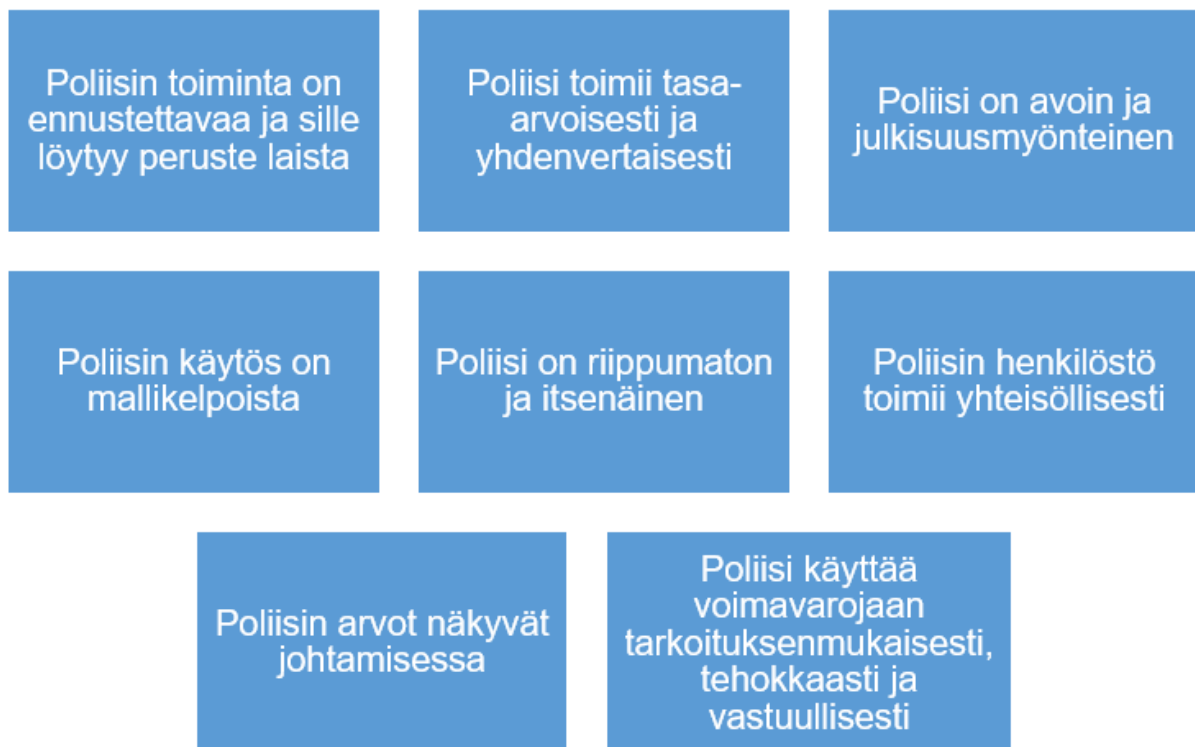 Poliisin toiminta on
ennustettavaa ja sille
löytyy peruste laista
Poliisi toimii tasa-
arvoisesti ja
yhdenvertaisesti
Poliisi on avoin ja
julkisuusmyönteinen
Poliisin käytös on
mallikelpoista
Poliisi on riippumaton
ja itsenäinen
Poliisin henkilöstö
toimii yhteisöllisesti
Poliisin arvot näkyvät
johtamisessa
Poliisi käyttää
voimavarojaan
tarkoituksenmukaisesti,
tehokkaasti ja
vastuullisesti